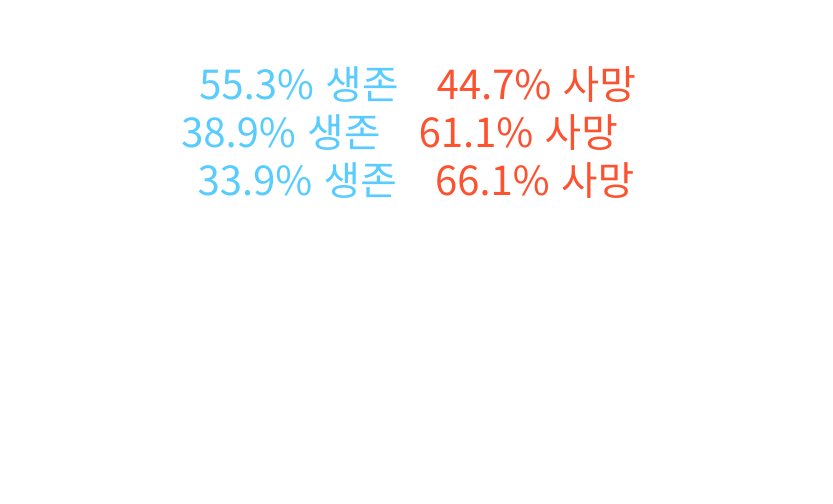 55.3% 생존 44.7% 사망
38.9% 생존 61.1% 사망
33.9% 생존 66.1% 사망